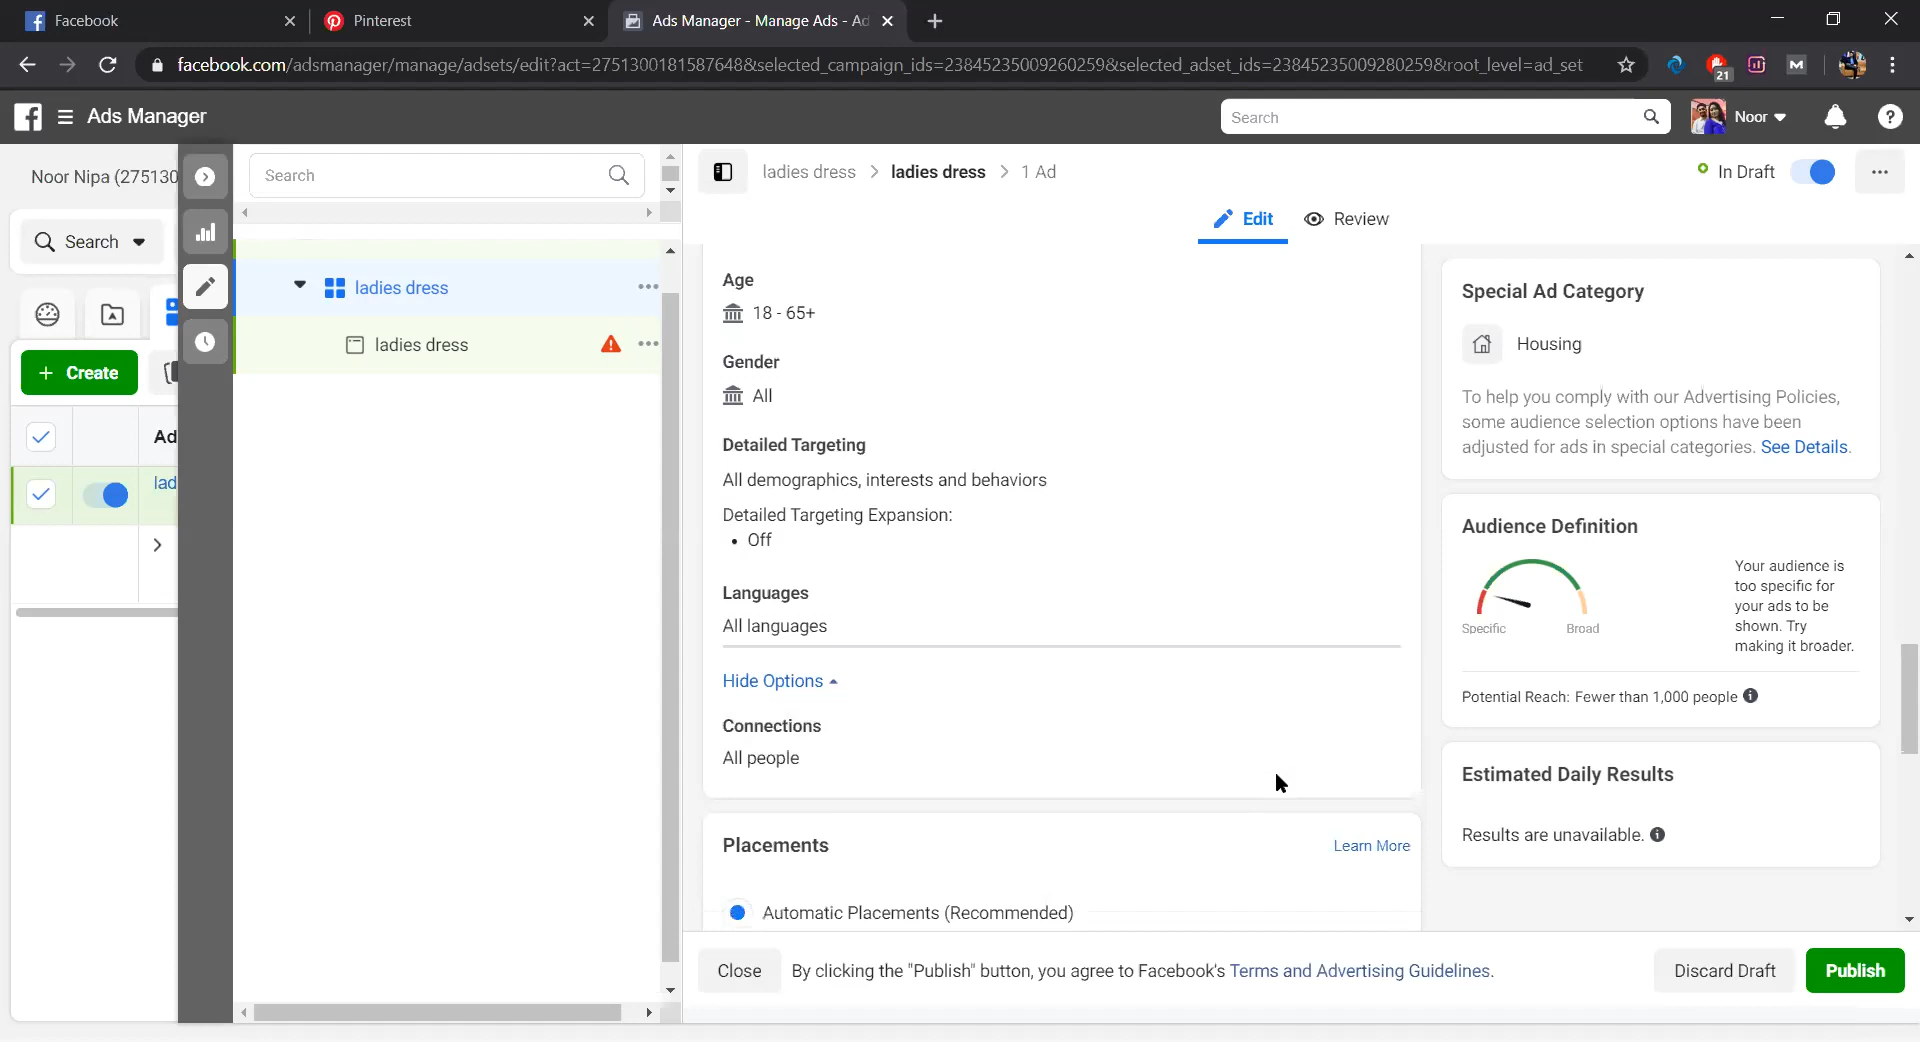 Facebook
Pinterest
Ads Manager - Manage Ads - Ad
facebook.com/adsmanager/manage/adsets/edit?act=2751300181587648&selected_campaign_ids=23845235009260259&selected_adset_ids=23845235009280259&root_level=ad_set
21
Ads Manager
Search
Noor
Noor Nipa (275130
Search
ladies dress > ladies dress > 1 Ad
In Draft
Edit
Review
Search
Create
Ad
lad
ladies dress
ladies dress
Age
18 - 65+
Gender
All
Detailed Targeting
All demographics, interests and behaviors
Detailed Targeting Expansion:
• Off
Languages
All languages
Hide Options
Connections
All people
Placements
Learn More
Automatic Placements (Recommended)
Special Ad Category
Housing
To help you comply with our Advertising Policies,
some audience selection options have been
adjusted for ads in special categories. See Details.
Audience Definition
Specific
Broad
Your audience is
too specific for
your ads to be
shown. Try
making it broader.
Potential Reach: Fewer than 1,000 people
Estimated Daily Results
Results are unavailable.
Close
By clicking the "Publish" button, you agree to Facebook's Terms and Advertising Guidelines.
Discard Draft
Publish